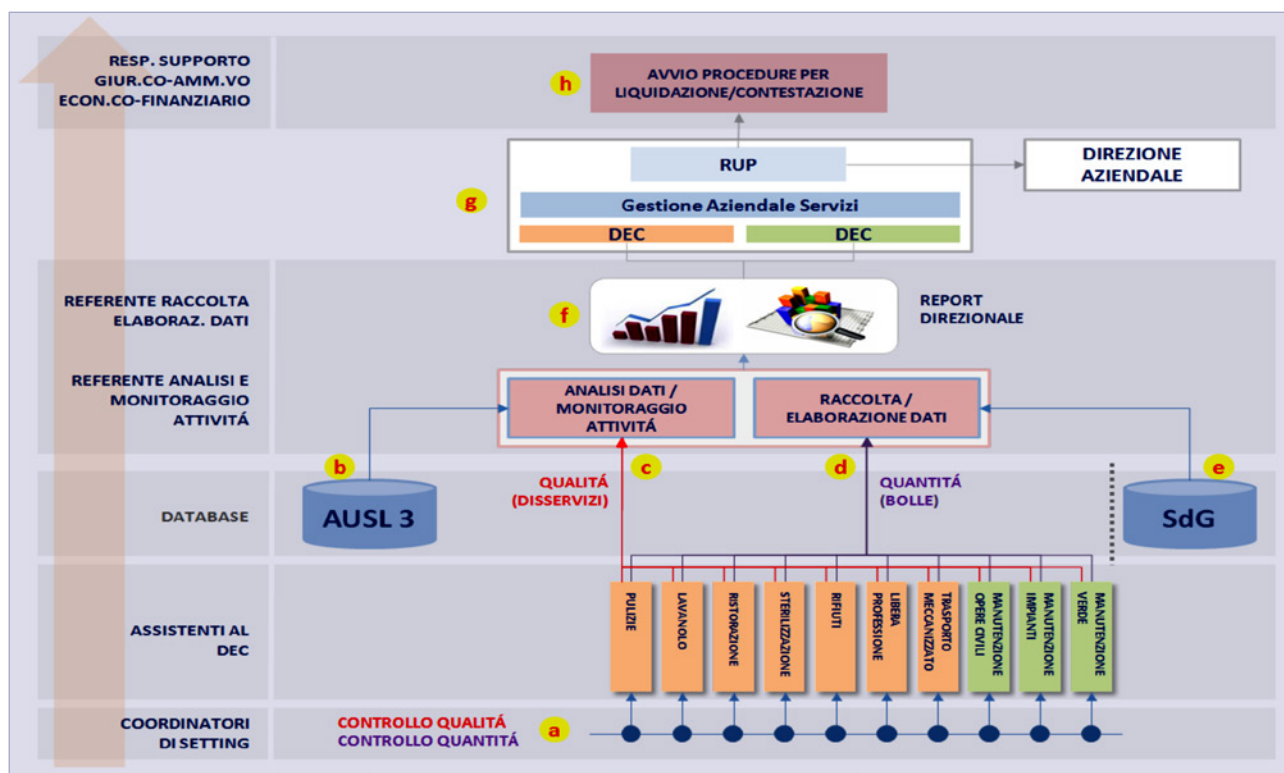 RESP. SUPPORTO
GIUR.CO-AMM.VO
ECON.CO-FINANZIARIO
h
AVVIO PROCEDURE PER
LIQUIDAZIONE/CONTESTAZIONE
RUP
DIREZIONE
AZIENDALE
g
Gestione Aziendale Servizi
DEC
DEC
REFERENTE RACCOLTA
ELABORAZ. DATI
f
REPORT
DIREZIONALE
REFERENTE ANALISI E
MONITORAGGIO
ATTIVITÁ
ANALISI DATI /
MONITORAGGIO
ATTIVITÁ
RACCOLTA /
ELABORAZIONE DATI
b
c
d
e
QUALITÁ
(DISSERVIZI)
QUANTITÁ
(BOLLE)
DATABASE
AUSL 3
SdG
ASSISTENTI AL
DEC
PULIZIE
LAVANOLO
RISTORAZIONE
STERILIZZAZIONE
RIFIUTI
LIBERA
PROFESSIONE
TRASPORTO
MECCANIZZATO
MANUTENZIONE
OPERE CIVILI
MANUTENZIONE
IMPIANTI
MANUTENZIONE
VERDE
COORDINATORI
DI SETTING
CONTROLLO QUALITÁ
CONTROLLO QUANTITÁ
a